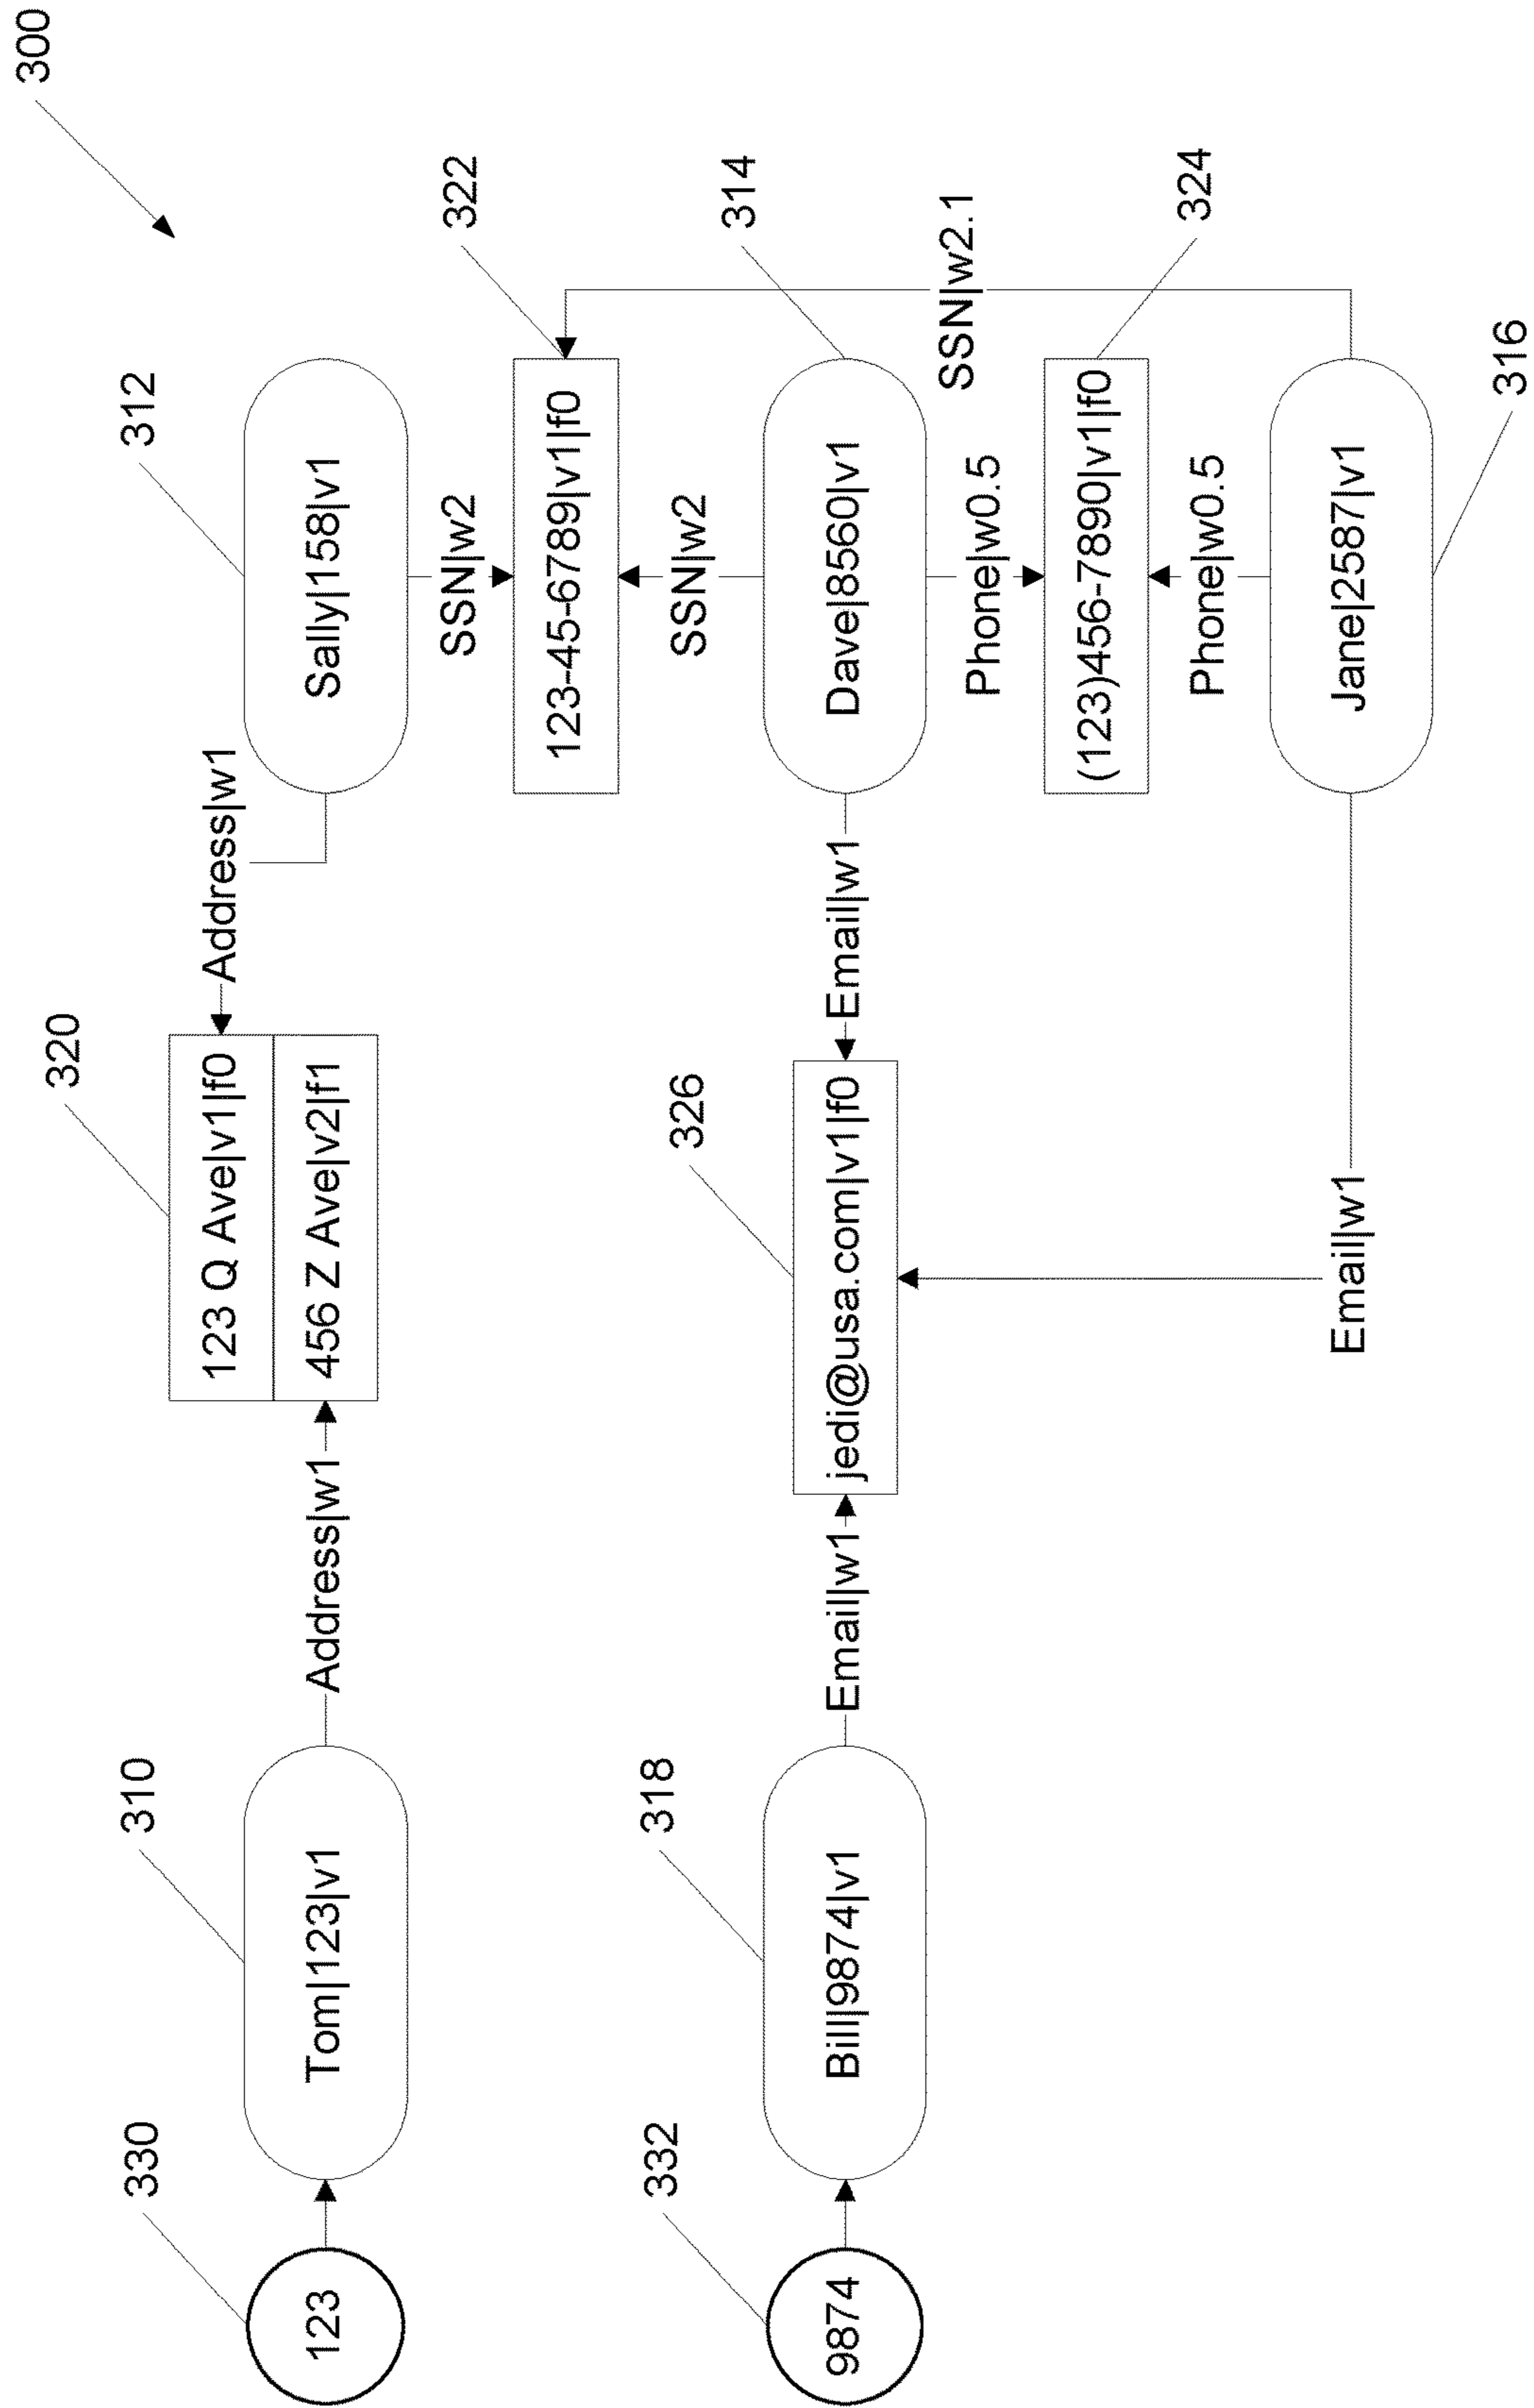 300
330
123
310
Tom|123|v1
Address|w1
320
123 Q Ave|v1|f0
456 Z Ave|v2|f1
Address|w1
312
Sally|158|v1
SSN|w2
322
123-45-6789|v1|f0
SSN|w2
332
9874
318
Bill|9874|v1
Email|w1
326
jedi@usa.com|v1|f0
Email|w1
314
Dave|8560|v1
SSN|w2.1
Phone|w0.5
324
(123)456-7890|v1|f0
Phone|w0.5
Email|w1
Jane|2587|v1
316